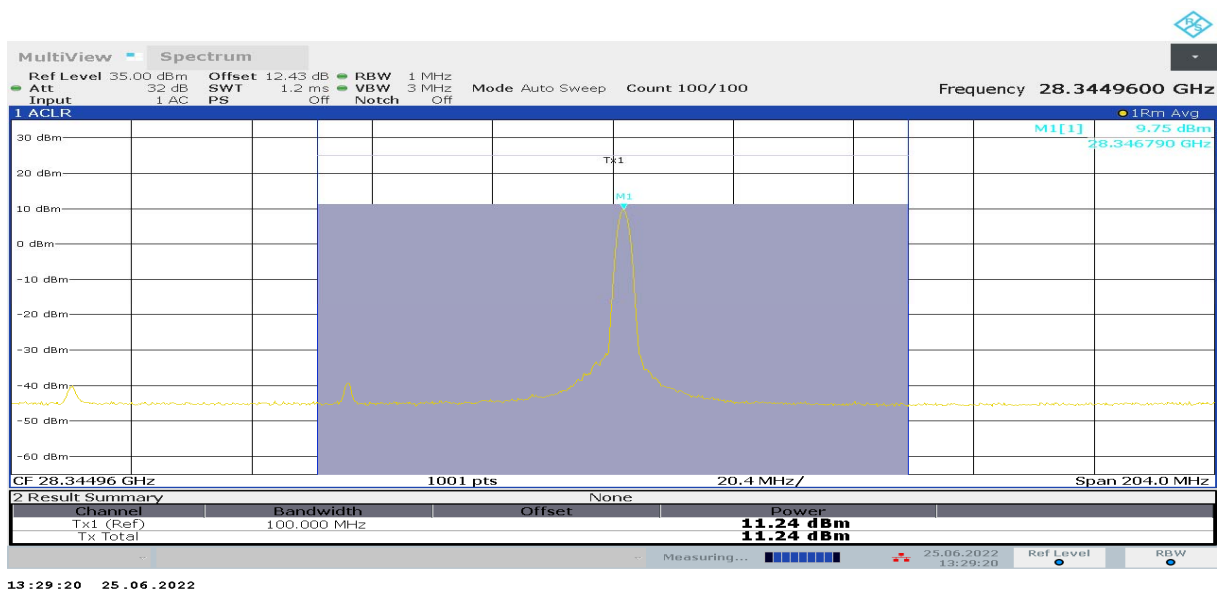 R&S
MultiView Spectrum
Ref Level 35.00 dBm Offset 12.43 dB RBW 1 MHz
Att 32 dB SWT 1.2 ms VBW 3 MHz Mode Auto Sweep Count 100/100 Frequency 28.3449600 GHz
Input 1 AC PS Off Notch Off
1 ACLR 1Rm Avg
M1[1] 9.75 dBm
28.346790 GHz
30 dBm
Tx1
20 dBm
M1
10 dBm
0 dBm
-10 dBm
-20 dBm
-30 dBm
-40 dBm
-50 dBm
-60 dBm
CF 28.34496 GHz 1001 pts 20.4 MHz/ Span 204.0 MHz
2 Result Summary None
Channel Bandwidth Offset Power
Tx1 (Ref) 100.000 MHz 11.24 dBm
Tx Total 11.24 dBm
Measuring... 25.06.2022 13:29:20 Ref Level RBW
13:29:20 25.06.2022